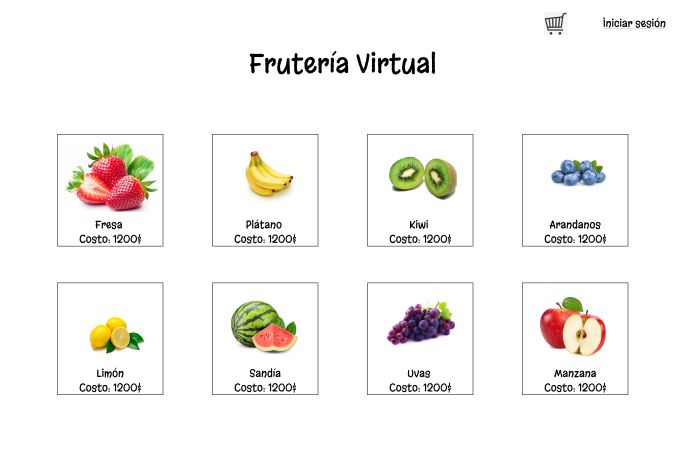 Iniciar sesión
Frutería Virtual
Fresa
Costo: 1200$
Plátano
Costo: 1200$
Kiwi
Costo: 1200$
Arandanos
Costo: 1200$
Limón
Costo: 1200$
Sandía
Costo: 1200$
Uvas
Costo: 1200$
Manzana
Costo: 1200$